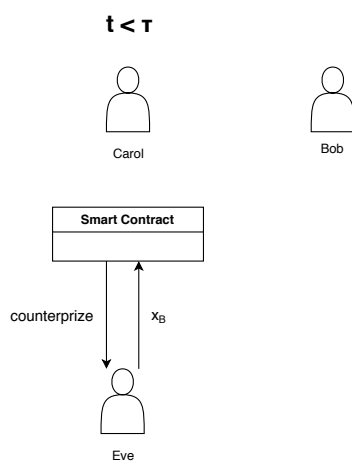 t < τ
Carol
Bob
Smart Contract
counterprize
x_B
Eve